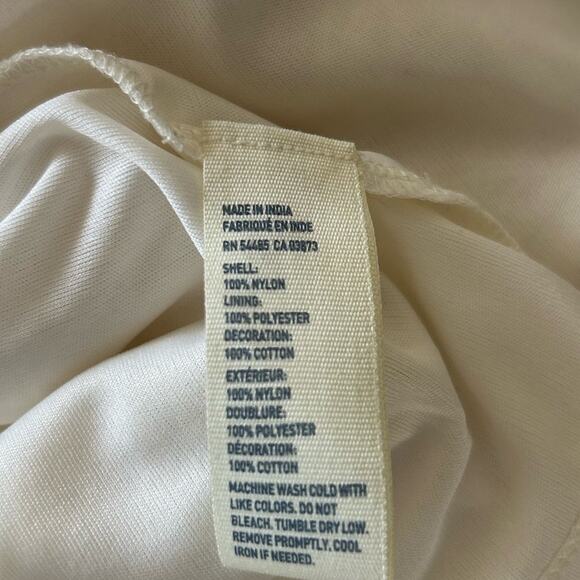 MADE IN INDIA
FABRIQUÉ EN INDE
RN 54485 CA 03873
SHELL:
100% NYLON
LINING:
100% POLYESTER
DECORATION:
100% COTTON
EXTÉRIEUR:
100% NYLON
DOUBLURE:
100% POLYESTER
DÉCORATION:
100% COTTON
MACHINE WASH COLD WITH
LIKE COLORS. DO NOT
BLEACH. TUMBLE DRY LOW.
REMOVE PROMPTLY. COOL
IRON IF NEEDED.